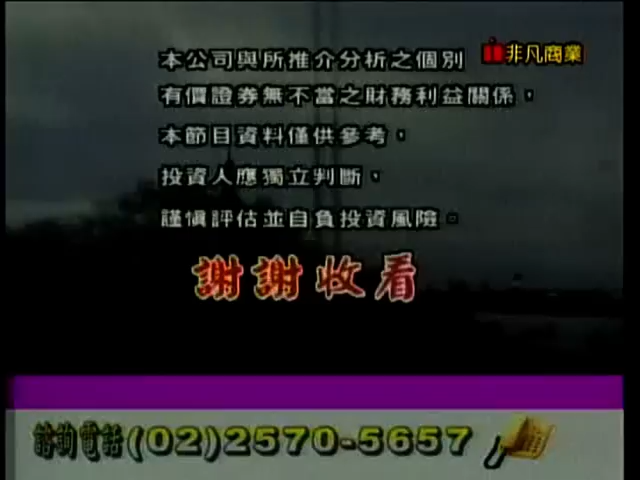 本公司與所推介分析之個別
非凡商業
有價證券無不當之財務利益關係，
本節目資料僅供參考，
投資人應獨立判斷，
謹慎評估並自負投資風險。
謝謝收看
諮詢電話(02)2570-5657